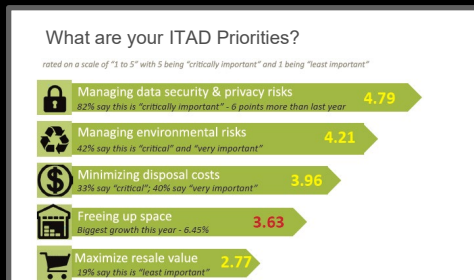 What are your ITAD Priorities?
rated on a scale of "1 to 5" with 5 being "critically important" and 1 being "least important"
Managing data security & privacy risks
82% say this is "critically important" - 6 points more than last year
4.79
Managing environmental risks
42% say this is "critical" and "very important"
4.21
Minimizing disposal costs
33% say "critical"; 40% say "very important"
3.96
Freeing up space
Biggest growth this year - 6.45%
3.63
Maximize resale value
19% say this is "least important"
2.77